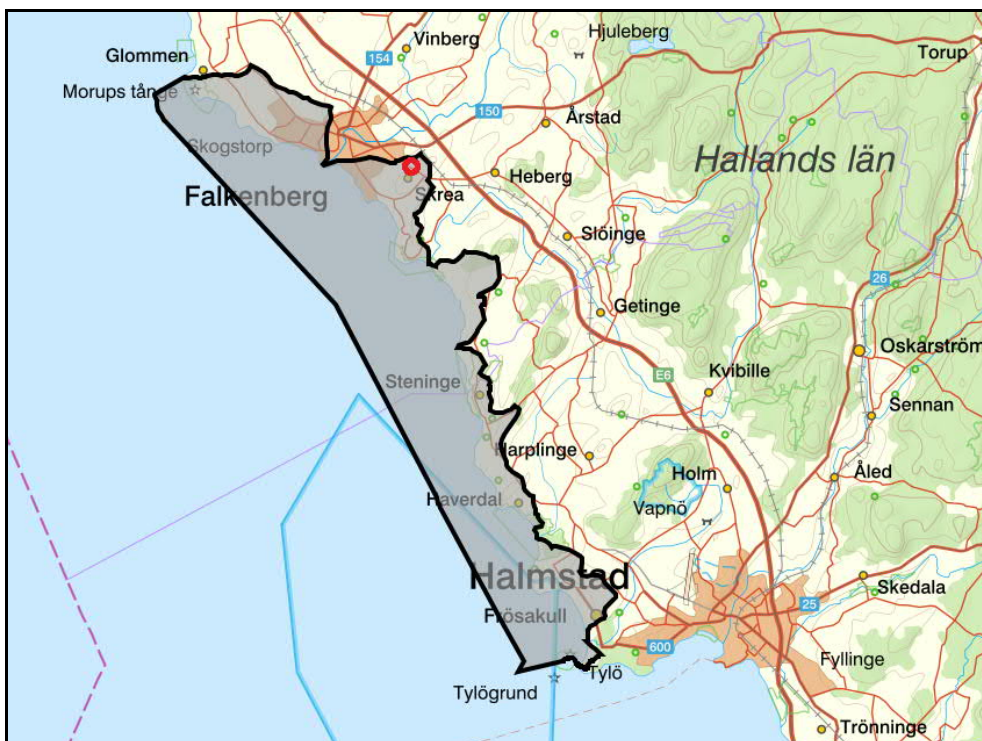 Glommen
Vinberg
Hjuleberg
Torup
154
Morups tånge
150
Årstad
Skogstorp
Hallands län
Falkenberg
Skrea
Heberg
Slöinge
26
Getinge
Oskarström
Steninge
E6
Kvibille
Sennan
Harplinge
Holm
Åled
Haverdal
Vapnö
Halmstad
Skedala
25
Frösakull
600
Tylö
Fyllinge
Tylögrund
Trönninge